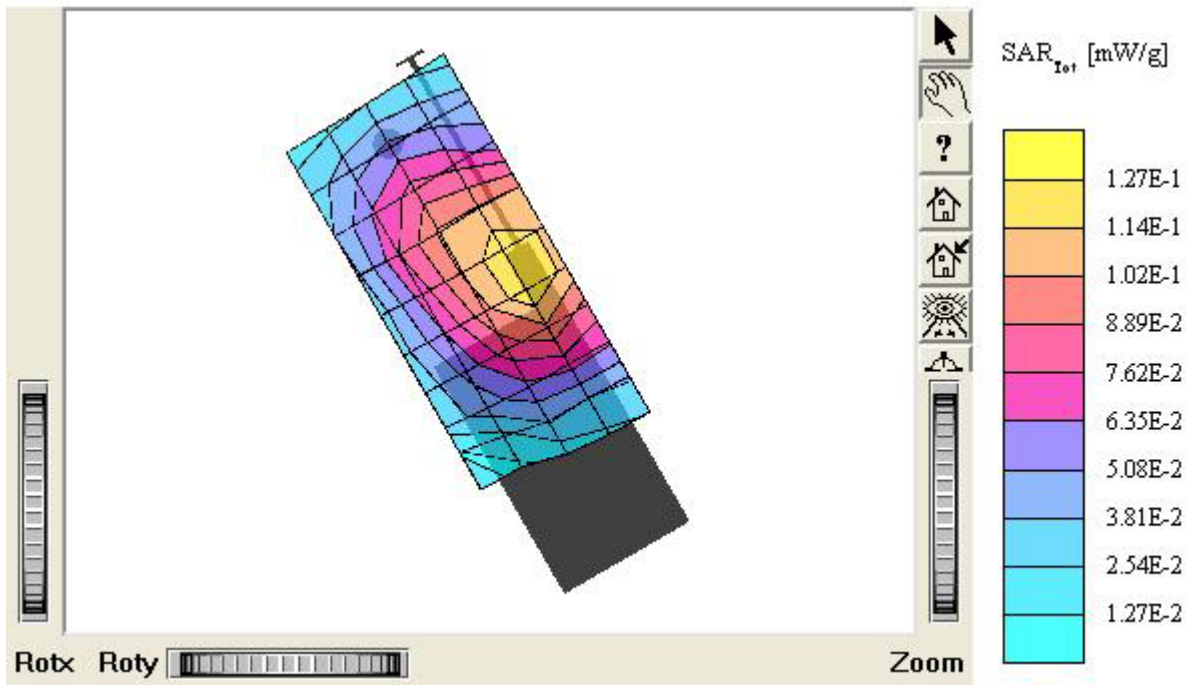 SAR_Tot [mW/g]
?
1.27E-1
1.14E-1
1.02E-1
8.89E-2
7.62E-2
6.35E-2
5.08E-2
3.81E-2
2.54E-2
1.27E-2
Rotx Roty Zoom